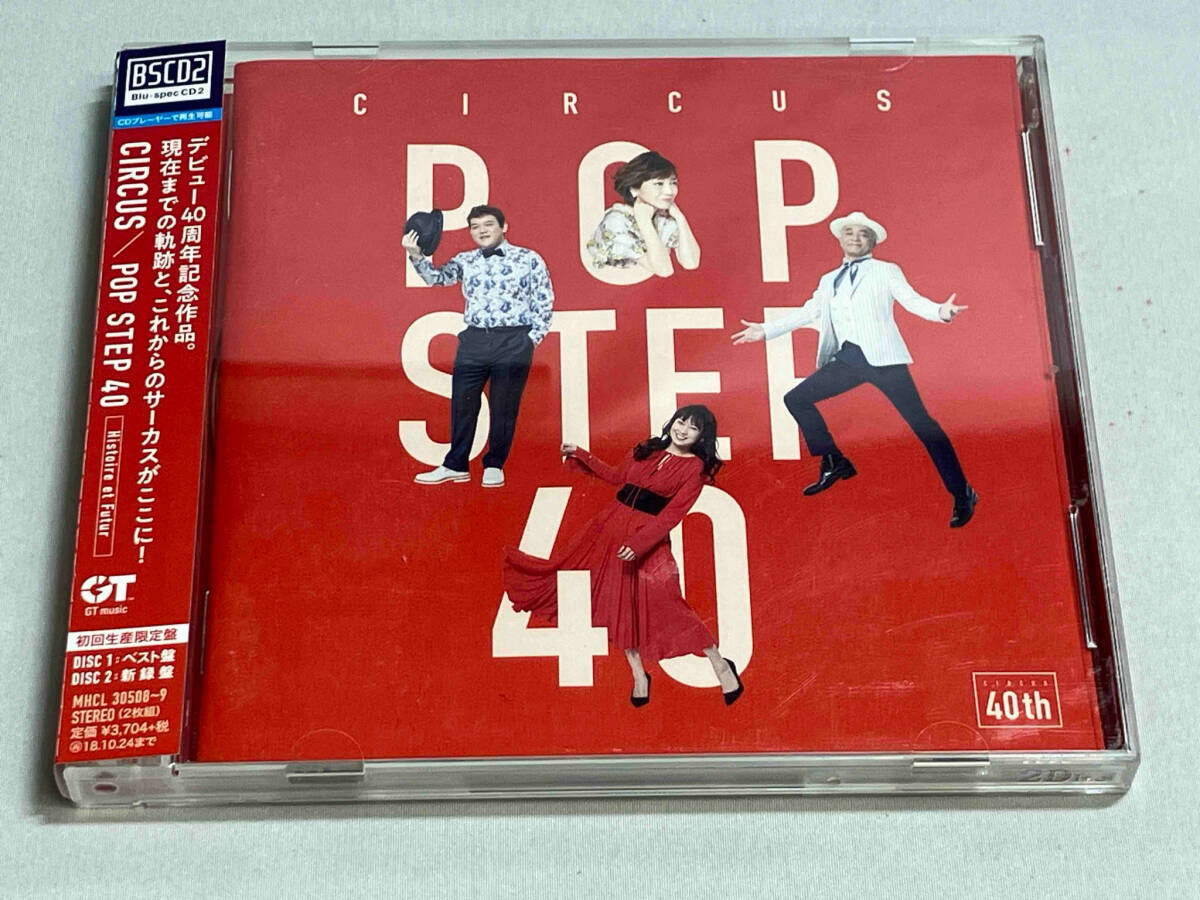 BSCD2
Blu-spec CD2
CDプレーヤーで再生可能
デビュー40周年記念作品。
現在までの軌跡と、これからのサーカスがここに!
CIRCUS / POP STEP 40 Histoire et Futur
GT
GT music
初回生産限定盤
DISC 1:ベスト盤
DISC 2:新録盤
MHCL 30508~9
STEREO (2枚組)
定価 ¥3,704+税
18.10.24まで
CIRCUS
POP
STEP
40
CIRCUS
40th